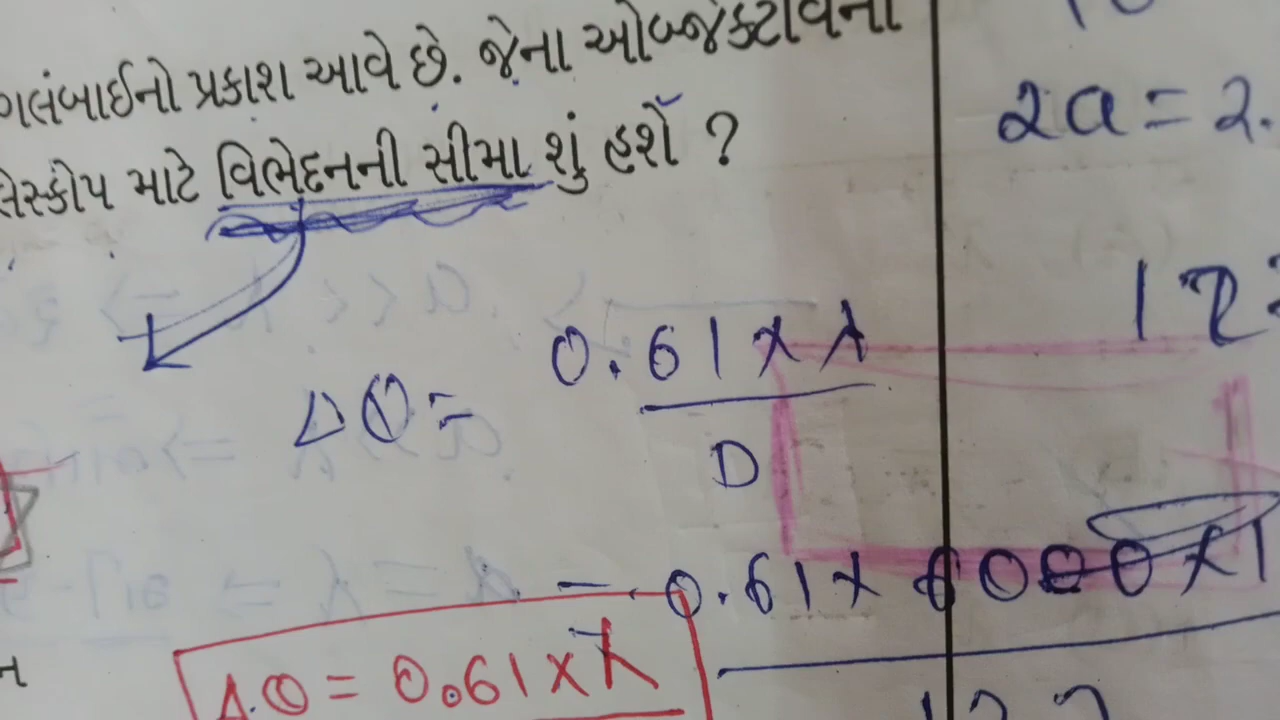 ગલંબાઈનો પ્રકાશ આવે છે. જેના ઓબ્જેક્ટીવના
લેસ્કોપ માટે વિભેદનની સીમા શું હશે ?
2a = 2.
Δθ = 0.61 x λ
D
= 0.61 x 6000 x 1
Δθ = 0.61 x λ
ન